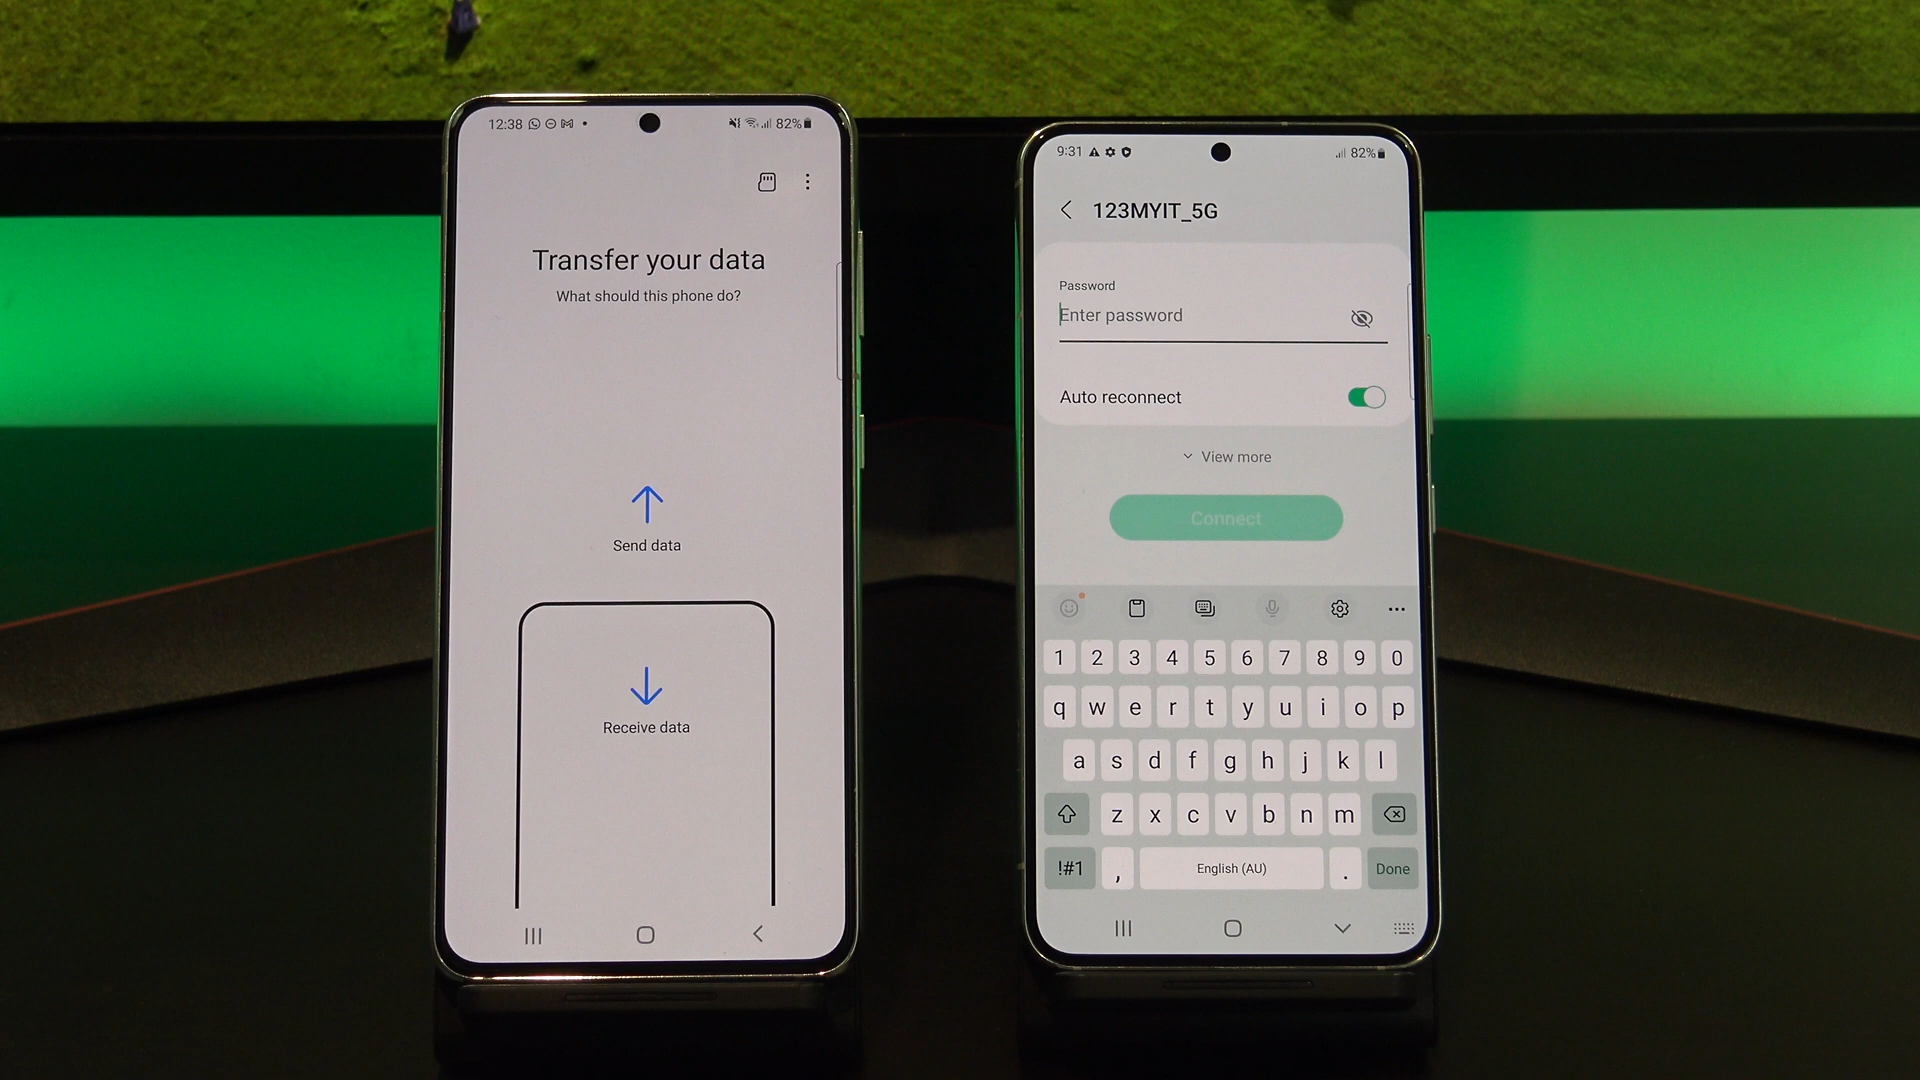 12:38 82%
Transfer your data
What should this phone do?
Send data
Receive data
9:31 82%
123MYIT_5G
Password
Enter password
Auto reconnect
View more
Connect
1 2 3 4 5 6 7 8 9 0
q w e r t y u i o p
a s d f g h j k l
z x c v b n m
!#1 , English (AU) . Done